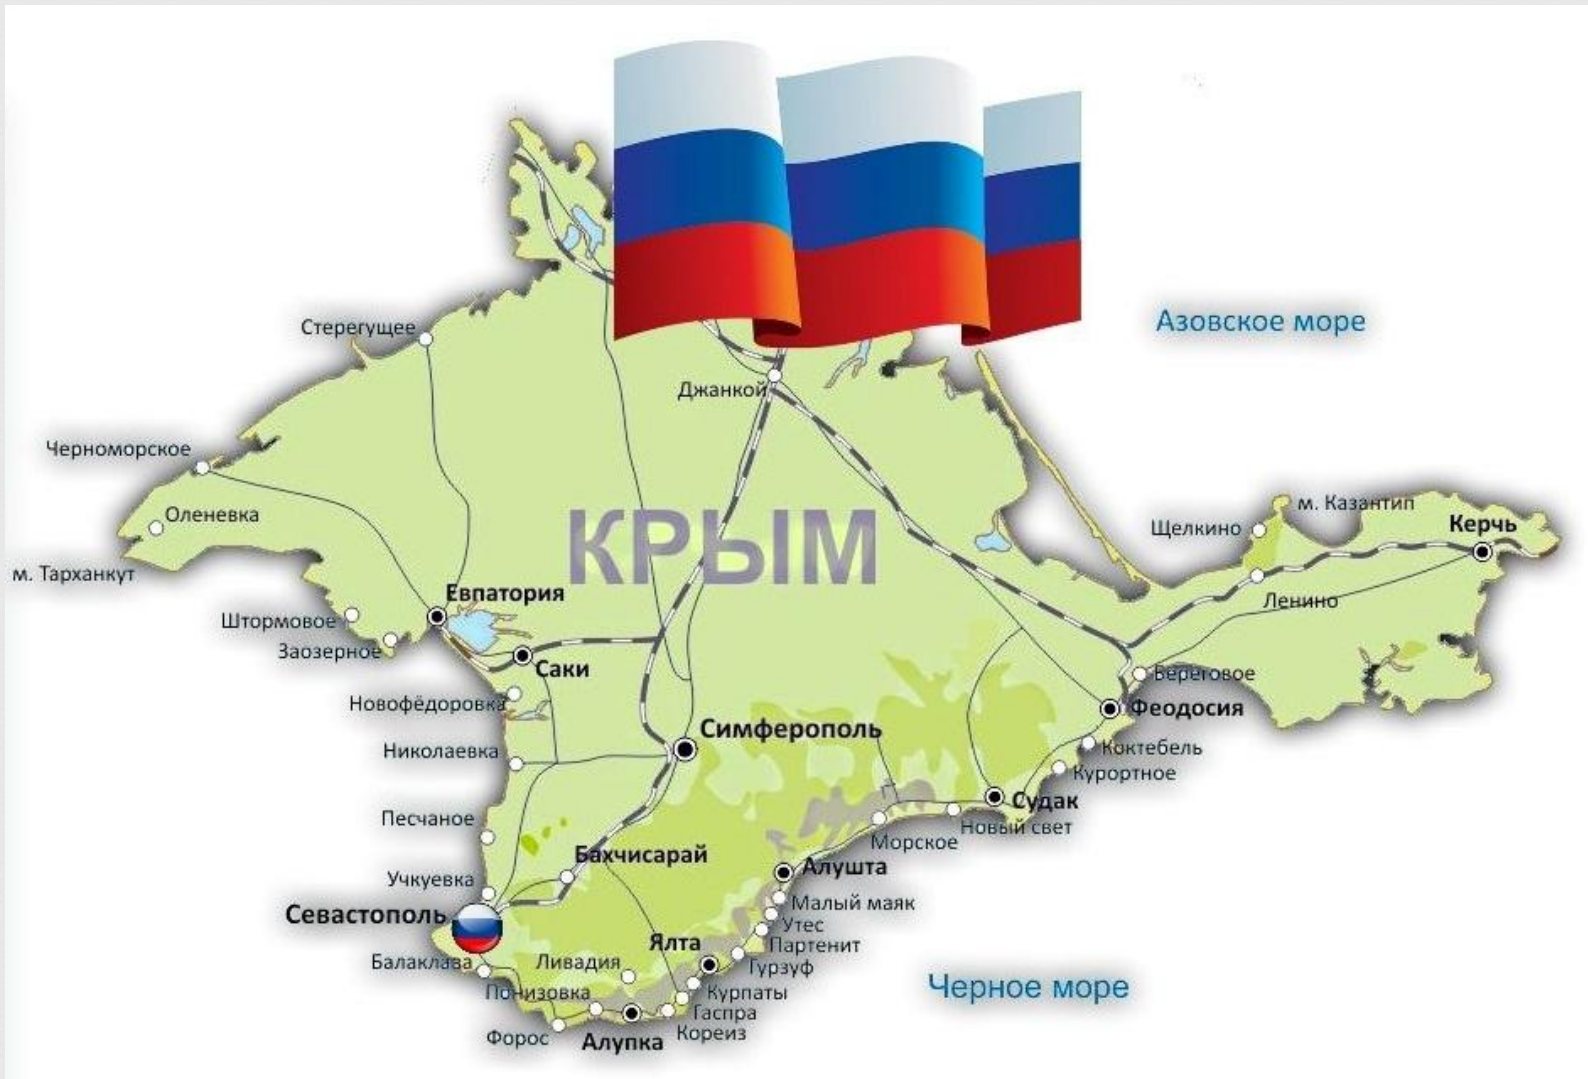 Азовское море
Стерегущее
Джанкой
Черноморское
Оленевка
м. Казантип
Щелкино
Керчь
КРЫМ
м. Тарханкут
Евпатория
Ленино
Штормовое
Заозерное
Саки
Береговое
Новофёдоровка
Феодосия
Симферополь
Николаевка
Коктебель
Курортное
Судак
Песчаное
Новый свет
Морское
Бахчисарай
Алушта
Учкуевка
Малый маяк
Севастополь
Утес
Ялта
Партенит
Балаклава
Ливадия
Гурзуф
Черное море
Понизовка
Курпаты
Гаспра
Форос
Алупка
Кореиз